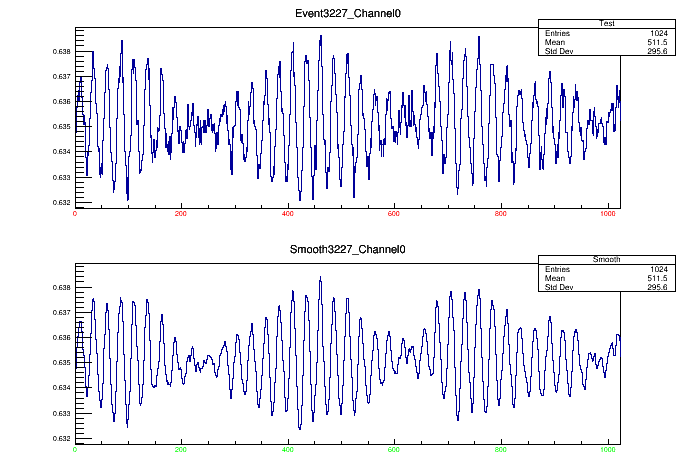 Event3227_Channel0
Test
Entries 1024
Mean 511.5
Std Dev 295.6
0.638
0.637
0.636
0.635
0.634
0.633
0.632
0 200 400 600 800 1000
Smooth3227_Channel0
Smooth
Entries 1024
Mean 511.5
Std Dev 295.6
0.638
0.637
0.636
0.635
0.634
0.633
0.632
0 200 400 600 800 1000